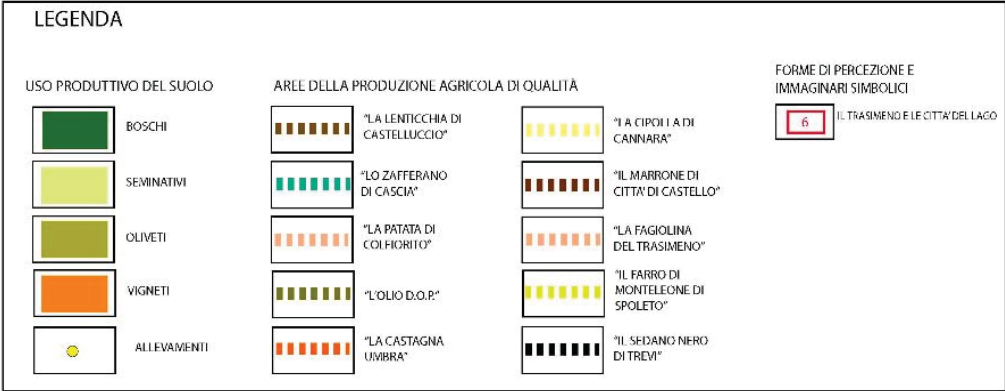 LEGENDA
USO PRODUTTIVO DEL SUOLO
BOSCHI
SEMINATIVI
OLIVETI
VIGNETI
ALLEVAMENTI
AREE DELLA PRODUZIONE AGRICOLA DI QUALITÀ
"LA LENTICCHIA DI
CASTELLUCCIO"
"LO ZAFFERANO
DI CASCIA"
"LA PATATA DI
COLFIORITO"
"L'OLIO D.O.P."
"LA CASTAGNA
UMBRA"
"LA CIPOLLA DI
CANNARA"
"IL MARRONE DI
CITTA' DI CASTELLO"
"LA FAGIOLINA
DEL TRASIMENO"
"IL FARRO DI
MONTELEONE DI
SPOLETO"
"IL SEDANO NERO
DI TREVI"
FORME DI PERCEZIONE E
IMMAGINARI SIMBOLICI
6
IL TRASIMENO E LE CITTA' DEL LAGO